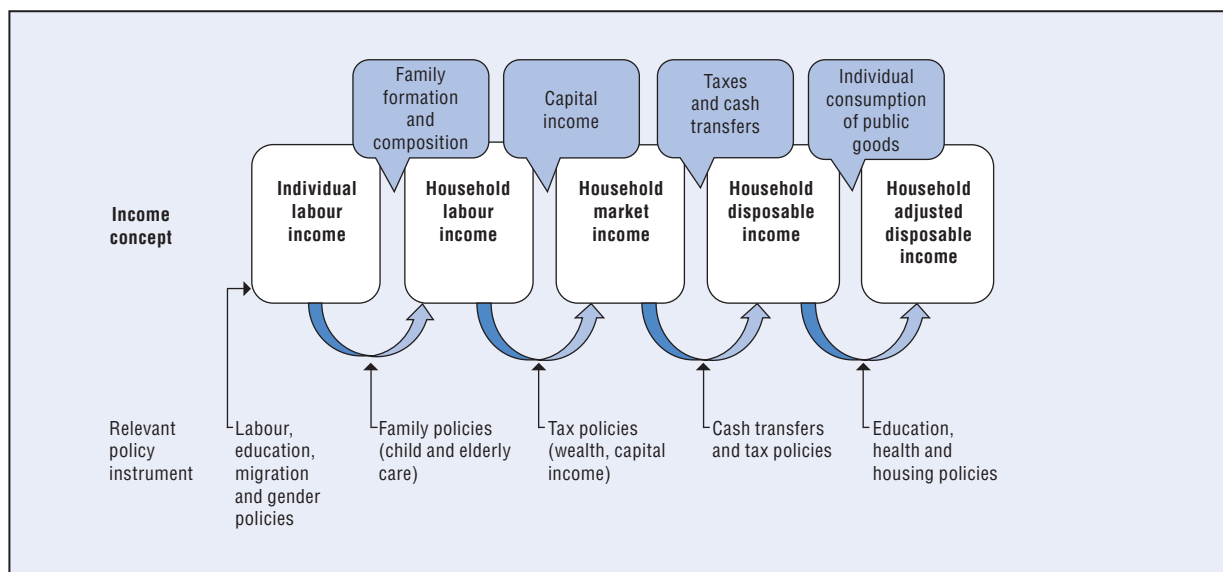 Family
formation
and
composition
Capital
income
Taxes
and cash
transfers
Individual
consumption
of public
goods
Income
concept
Individual
labour
income
Household
labour
income
Household
market
income
Household
disposable
income
Household
adjusted
disposable
income
Relevant
policy
instrument
Labour,
education,
migration
and gender
policies
Family policies
(child and elderly
care)
Tax policies
(wealth, capital
income)
Cash transfers
and tax policies
Education,
health and
housing policies